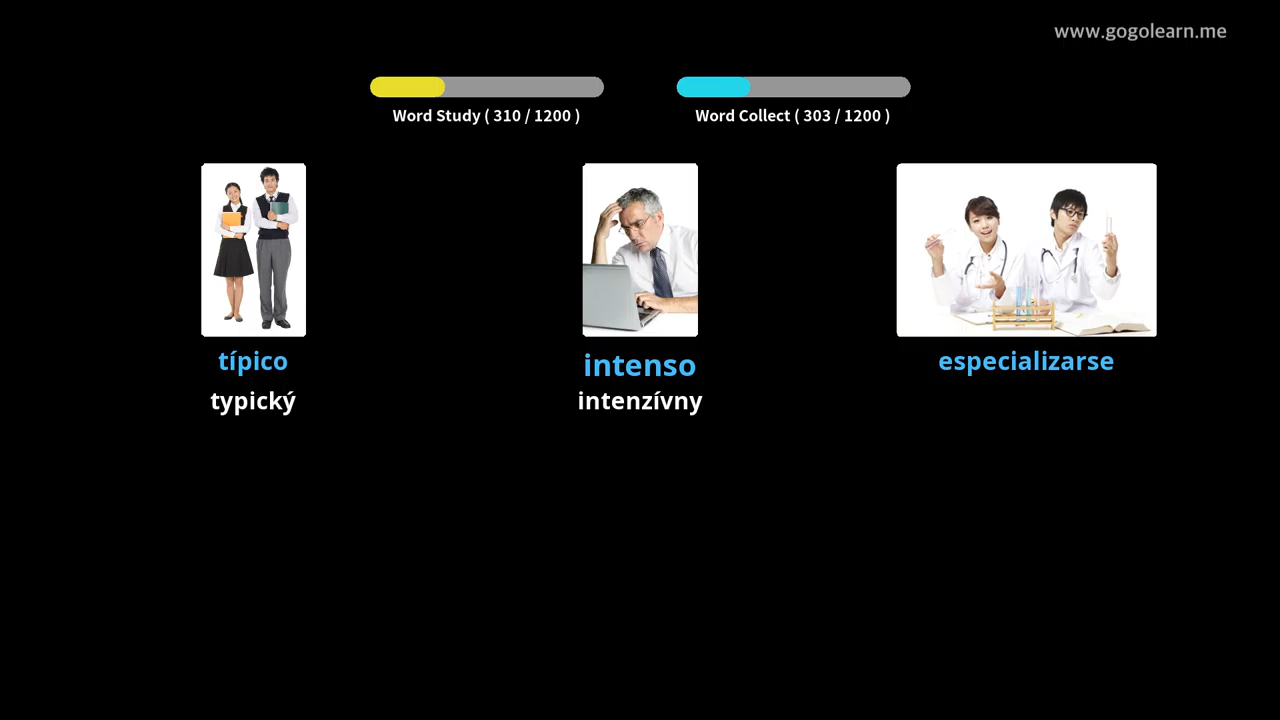 www.gogolearn.me
Word Study ( 310 / 1200 )
Word Collect ( 303 / 1200 )
típico
intenso
especializarse
typický
intenzívny